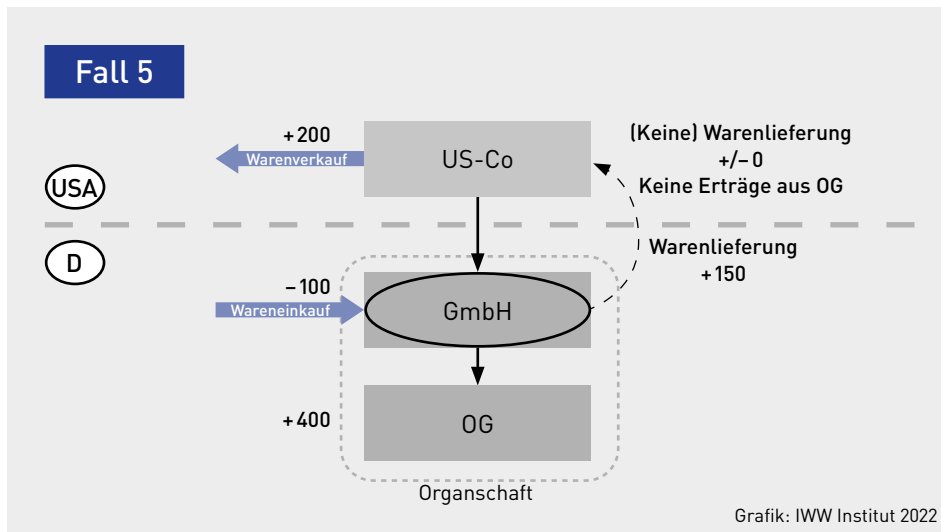 Fall 5
+200
Warenverkauf
US-Co
(Keine) Warenlieferung
+/– 0
Keine Erträge aus OG
USA
D
Warenlieferung
+150
– 100
Wareneinkauf
GmbH
+400
OG
Organschaft
Grafik: IWW Institut 2022